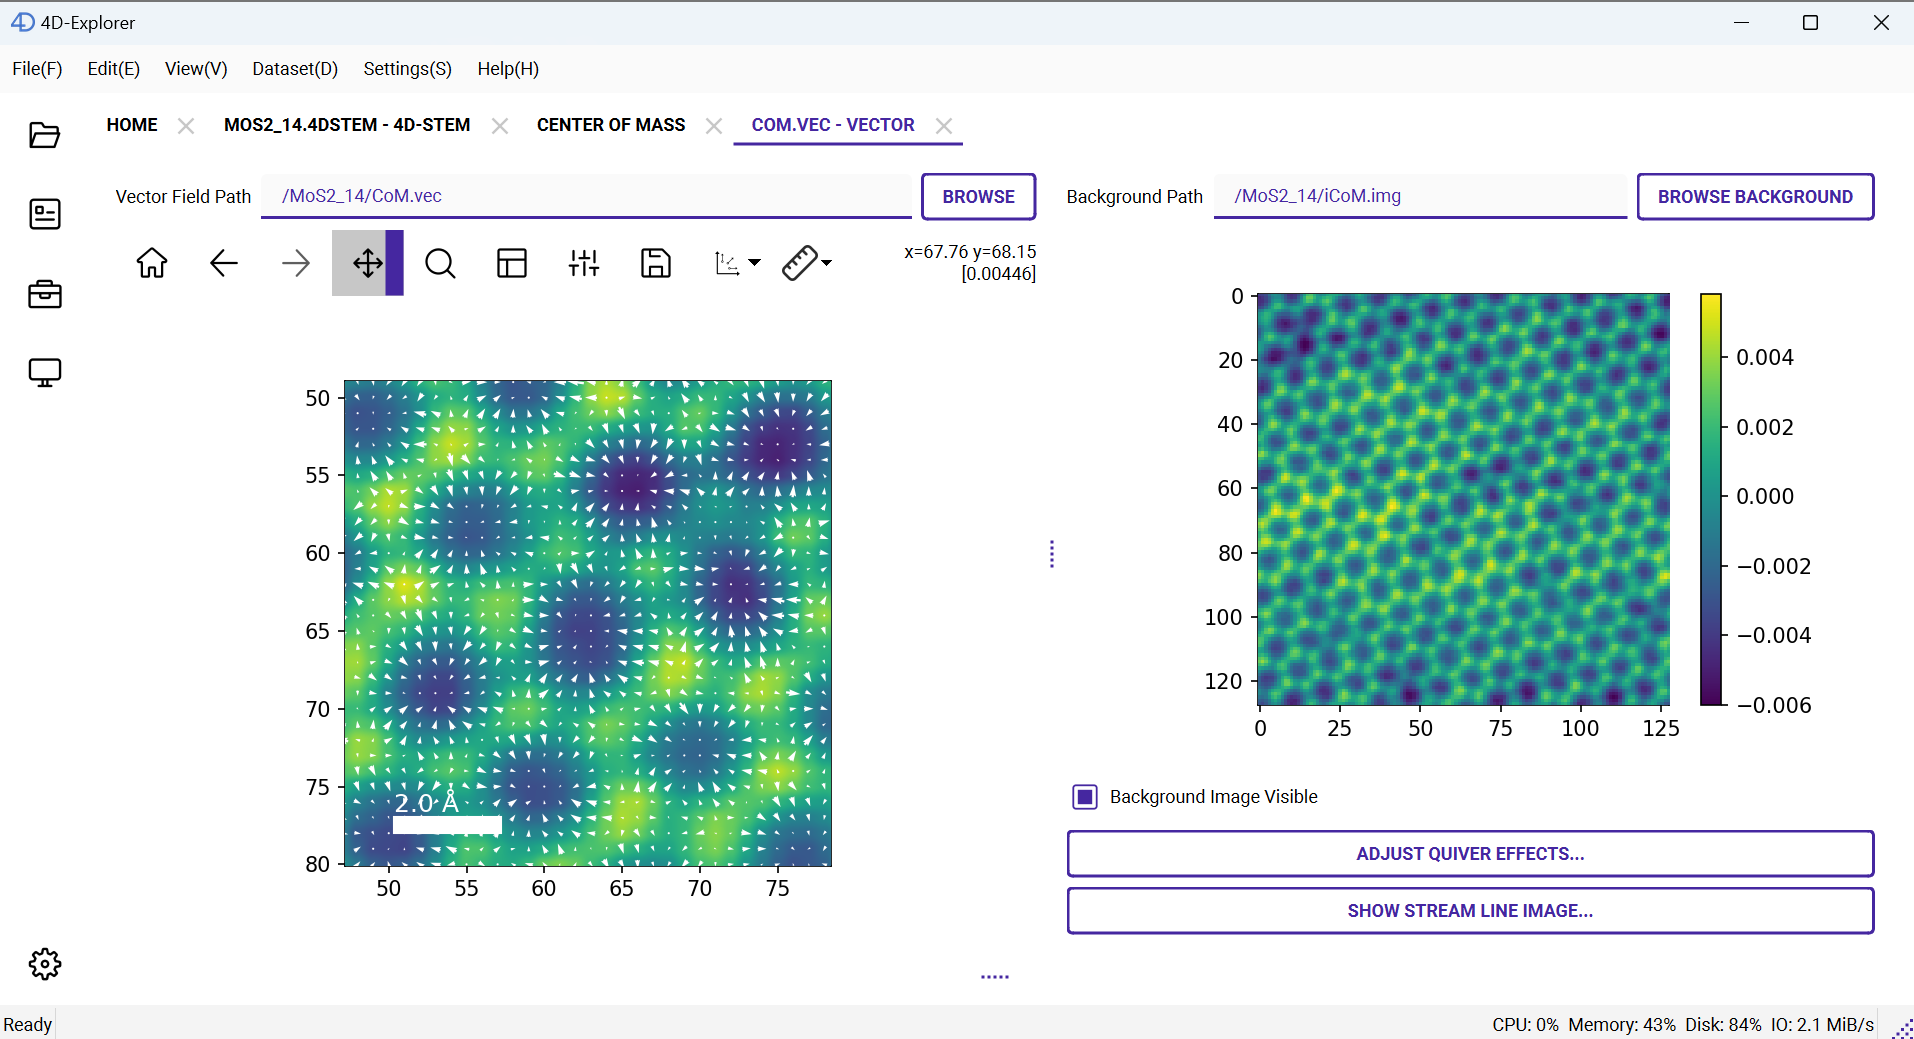 4D-Explorer
File(F) Edit(E) View(V) Dataset(D) Settings(S) Help(H)
HOME MOS2_14.4DSTEM - 4D-STEM CENTER OF MASS COM.VEC - VECTOR
Vector Field Path /MoS2_14/CoM.vec BROWSE
x=67.76 y=68.15
[0.00446]
50
55
60
65
70
75
80
2.0 Å
50 55 60 65 70 75
Background Path /MoS2_14/iCoM.img BROWSE BACKGROUND
0
20
40
60
80
100
120
0 25 50 75 100 125
0.004
0.002
0.000
−0.002
−0.004
−0.006
Background Image Visible
ADJUST QUIVER EFFECTS...
SHOW STREAM LINE IMAGE...
Ready
CPU: 0% Memory: 43% Disk: 84% IO: 2.1 MiB/s